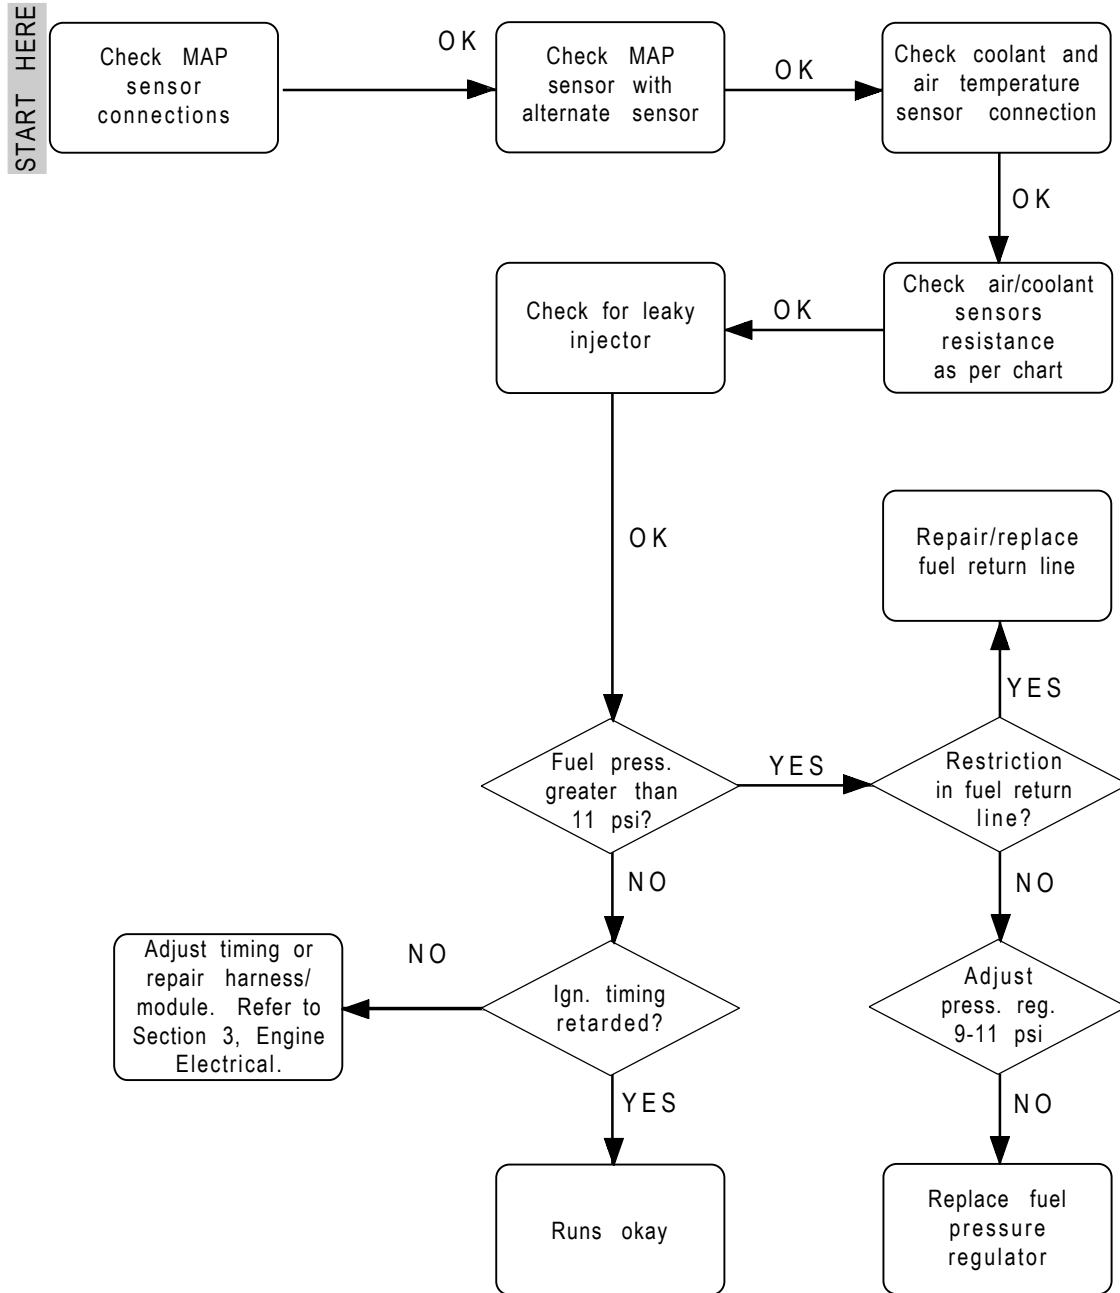 START HERE
Check MAP
sensor
connections
OK
Check MAP
sensor with
alternate sensor
OK
Check coolant and
air temperature
sensor connection
OK
Check air/coolant
sensors
resistance
as per chart
OK
Check for leaky
injector
OK
Repair/replace
fuel return line
YES
Fuel press.
greater than
11 psi?
YES
Restriction
in fuel return
line?
NO
NO
Adjust timing or
repair harness/
module. Refer to
Section 3, Engine
Electrical.
NO
Ign. timing
retarded?
Adjust
press. reg.
9-11 psi
YES
NO
Runs okay
Replace fuel
pressure
regulator